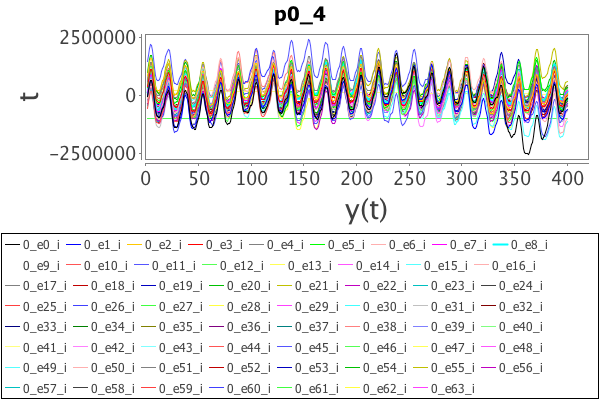 p0_4
2500000
0
−2500000
t
0 50 100 150 200 250 300 350 400
y(t)
0_e0_i 0_e1_i 0_e2_i 0_e3_i 0_e4_i 0_e5_i 0_e6_i 0_e7_i 0_e8_i
0_e9_i 0_e10_i 0_e11_i 0_e12_i 0_e13_i 0_e14_i 0_e15_i 0_e16_i
0_e17_i 0_e18_i 0_e19_i 0_e20_i 0_e21_i 0_e22_i 0_e23_i 0_e24_i
0_e25_i 0_e26_i 0_e27_i 0_e28_i 0_e29_i 0_e30_i 0_e31_i 0_e32_i
0_e33_i 0_e34_i 0_e35_i 0_e36_i 0_e37_i 0_e38_i 0_e39_i 0_e40_i
0_e41_i 0_e42_i 0_e43_i 0_e44_i 0_e45_i 0_e46_i 0_e47_i 0_e48_i
0_e49_i 0_e50_i 0_e51_i 0_e52_i 0_e53_i 0_e54_i 0_e55_i 0_e56_i
0_e57_i 0_e58_i 0_e59_i 0_e60_i 0_e61_i 0_e62_i 0_e63_i